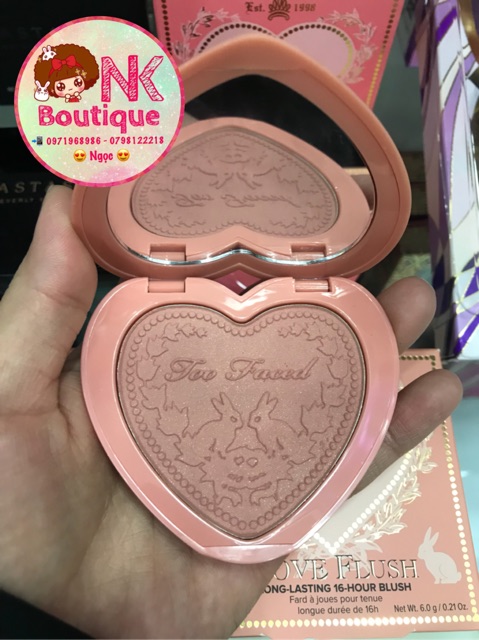 Est. 1998
NK
Boutique
0971968986 - 0798122218
Ngọc
Too Faced
LOVE FLUSH
LONG-LASTING 16-HOUR BLUSH
Fard à joues pour tenue
longue durée de 16h
Net Wt. 6.0 g/0.21 Oz.